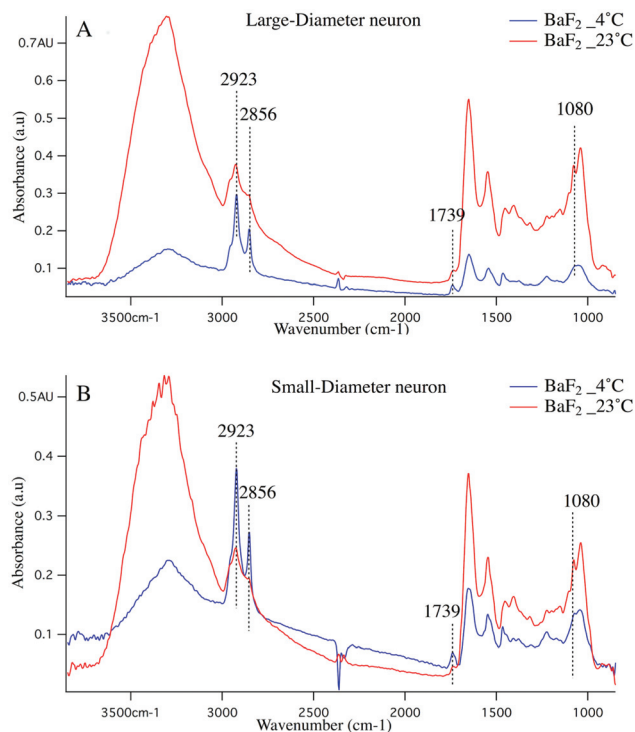 A
Large-Diameter neuron
BaF₂ _4˚C
BaF₂ _23˚C
0.7AU
0.6
0.5
0.4
0.3
0.2
0.1
Absorbance (a.u)
2923
2856
1739
1080
3500cm-1
3000
2500
2000
1500
1000
Wavenumber (cm-1)
B
Small-Diameter neuron
BaF₂ _4˚C
BaF₂ _23˚C
0.5AU
0.4
0.3
0.2
0.1
Absorbance (a.u)
2923
2856
1739
1080
3500cm-1
3000
2500
2000
1500
1000
Wavenumber (cm-1)